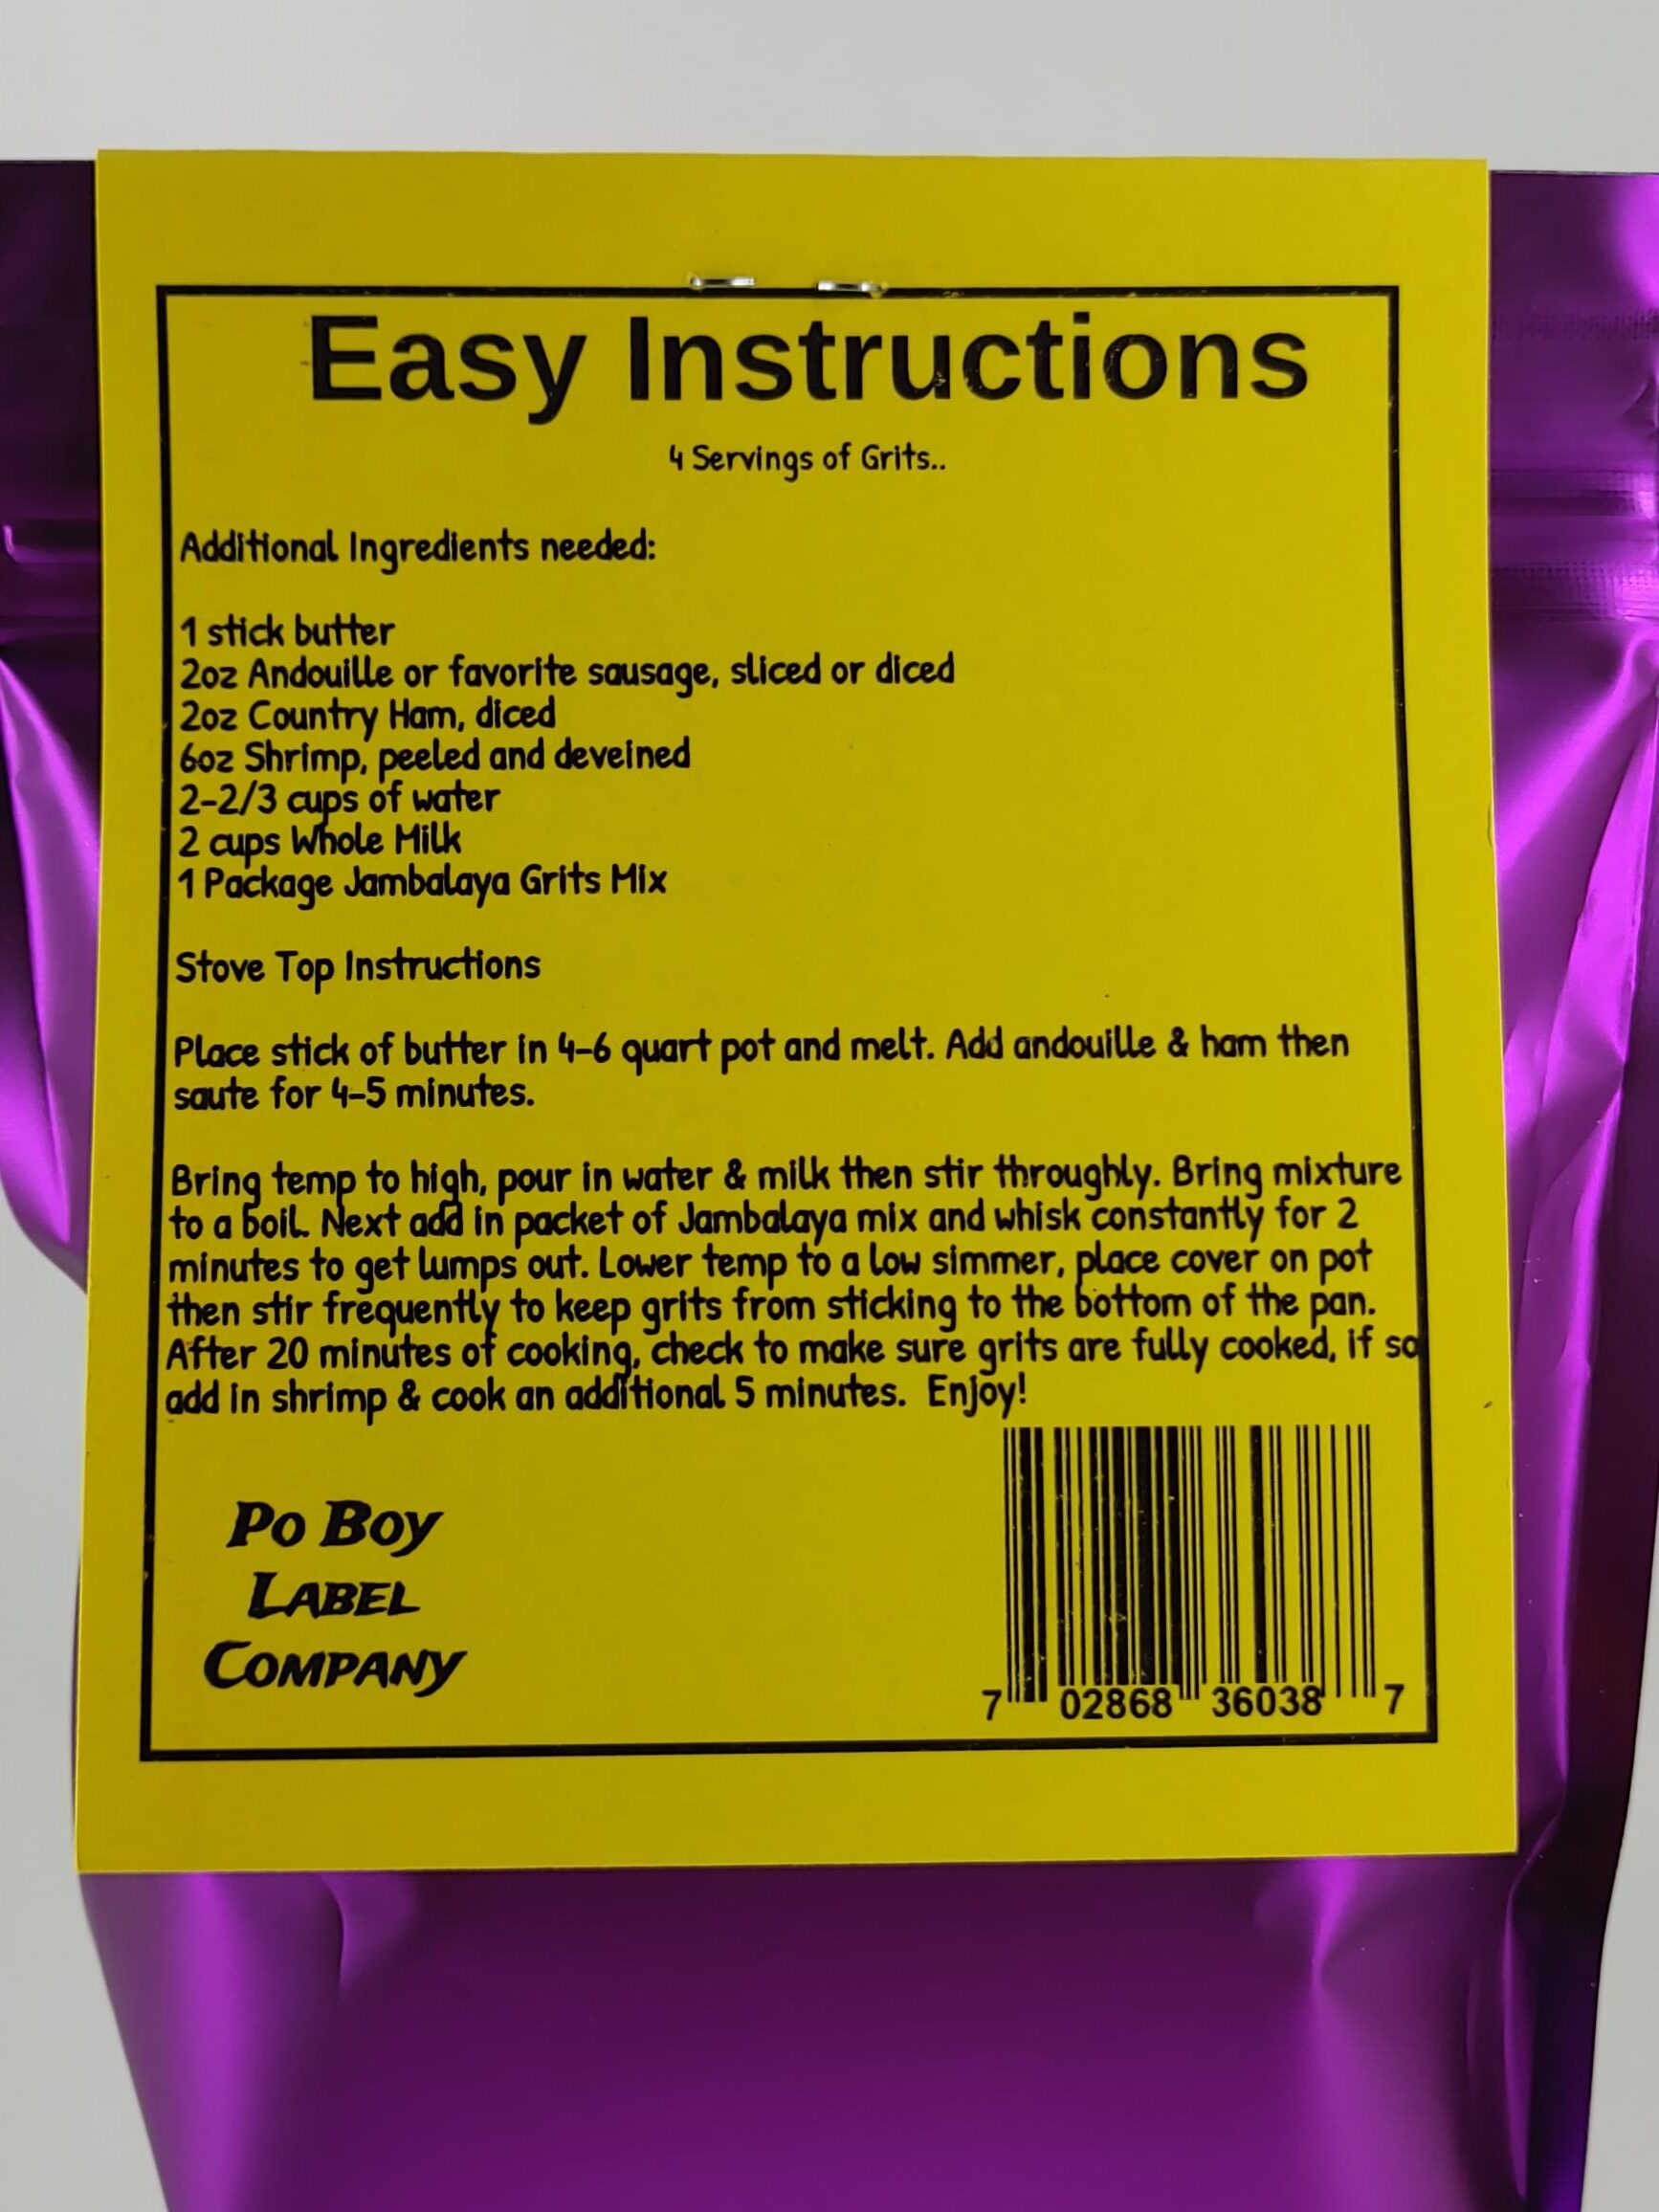 Easy Instructions
4 Servings of Grits..
Additional Ingredients needed:
1 stick butter
2oz Andouille or favorite sausage, sliced or diced
2oz Country Ham, diced
6oz Shrimp, peeled and deveined
2-2/3 cups of water
2 cups Whole Milk
1 Package Jambalaya Grits Mix
Stove Top Instructions
Place stick of butter in 4-6 quart pot and melt. Add andouille & ham then
saute for 4-5 minutes.
Bring temp to high, pour in water & milk then stir throughly. Bring mixture
to a boil. Next add in packet of Jambalaya mix and whisk constantly for 2
minutes to get lumps out. Lower temp to a low simmer, place cover on pot
then stir frequently to keep grits from sticking to the bottom of the pan.
After 20 minutes of cooking, check to make sure grits are fully cooked, if so
add in shrimp & cook an additional 5 minutes.  Enjoy!
Po Boy
Label
Company
7 02868 36038 7